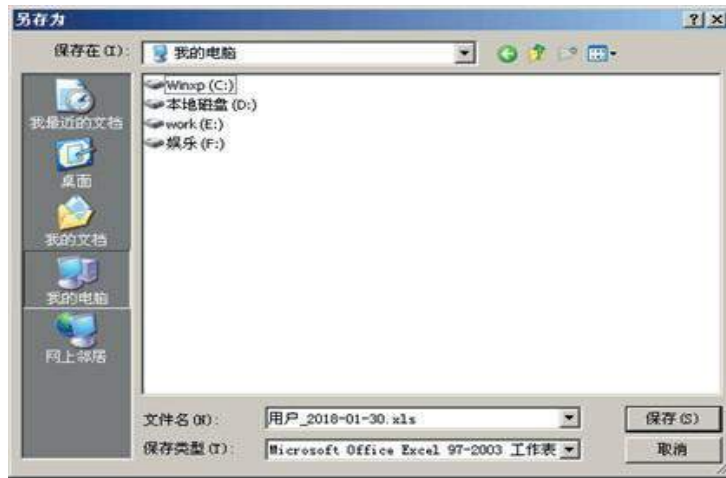 另存为
保存在(I):
我的电脑
Winxp (C:)
本地磁盘 (D:)
work (E:)
娱乐 (F:)
我最近的文档
桌面
我的文档
我的电脑
网上邻居
文件名(N):
用户_2018-01-30.xls
保存(S)
保存类型(T):
Microsoft Office Excel 97-2003 工作表
取消